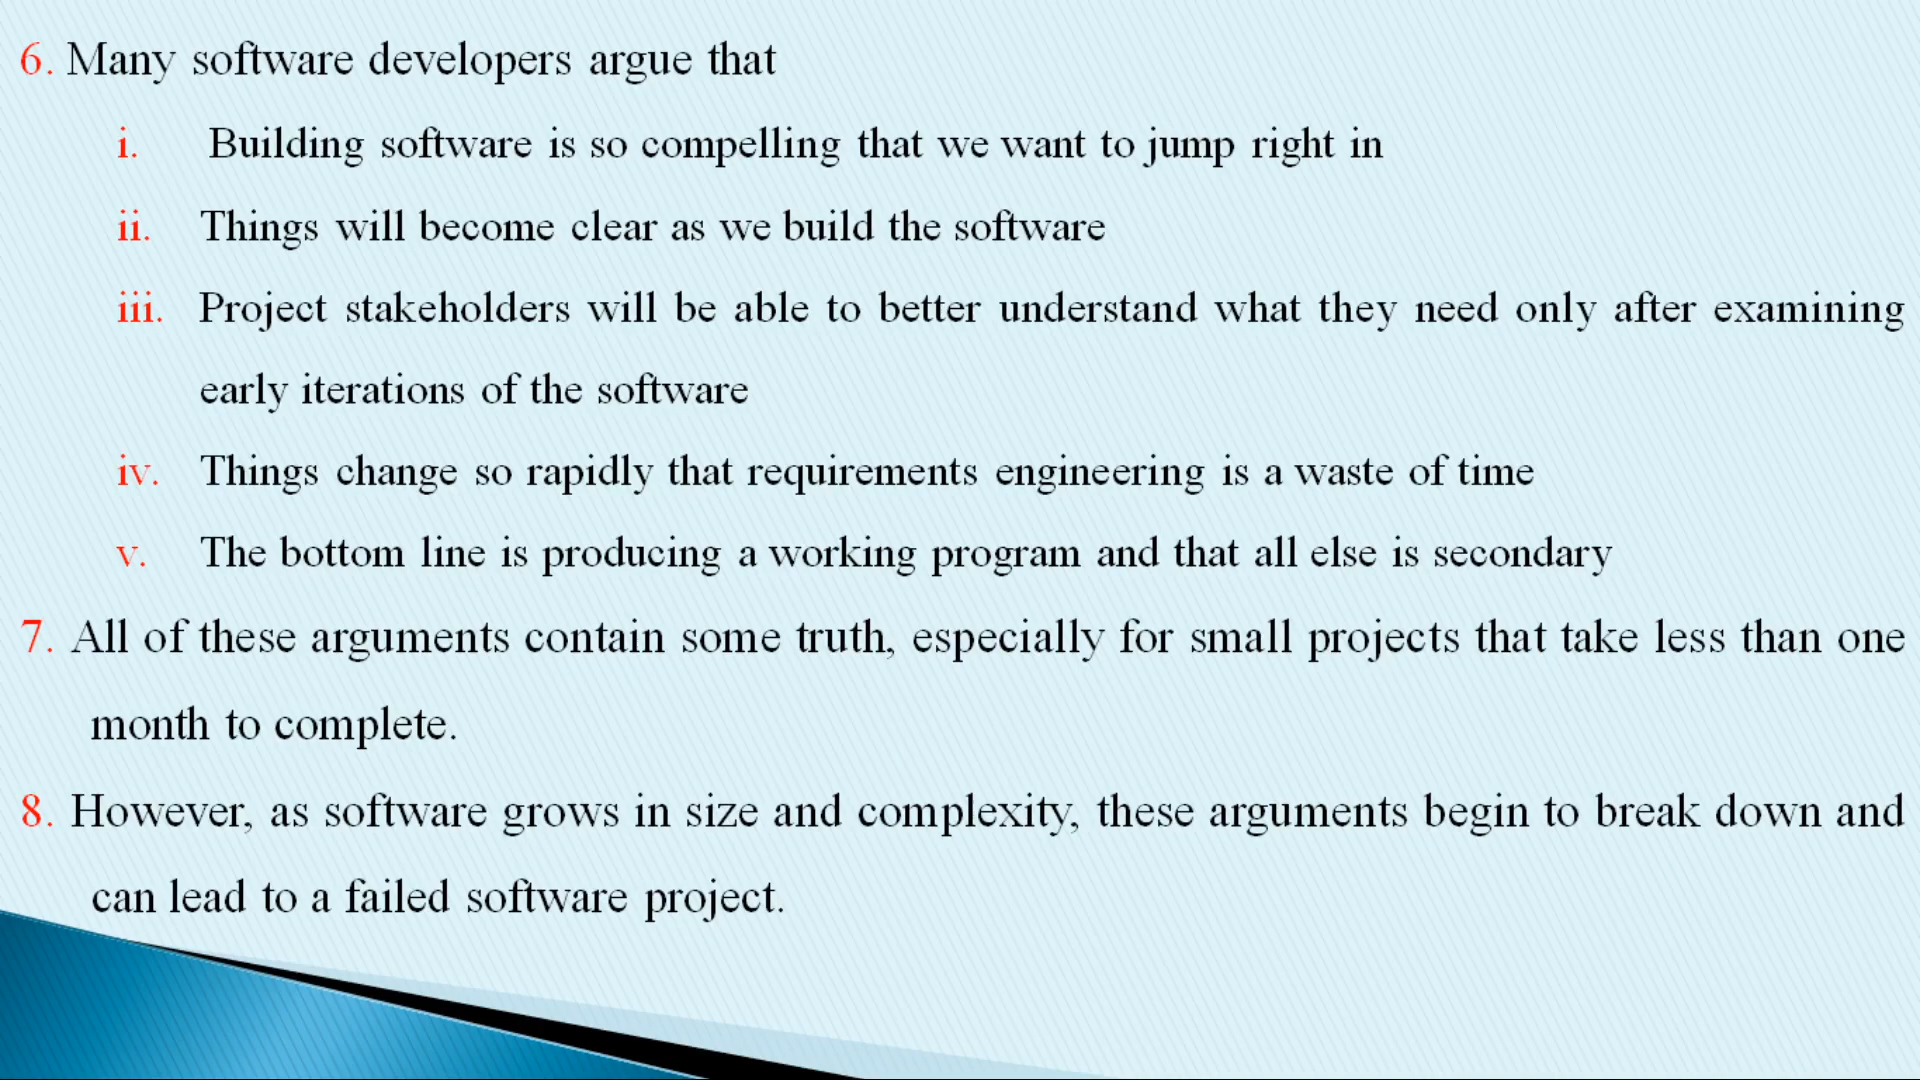 6. Many software developers argue that
i. Building software is so compelling that we want to jump right in
ii. Things will become clear as we build the software
iii. Project stakeholders will be able to better understand what they need only after examining
early iterations of the software
iv. Things change so rapidly that requirements engineering is a waste of time
v. The bottom line is producing a working program and that all else is secondary
7. All of these arguments contain some truth, especially for small projects that take less than one
month to complete.
8. However, as software grows in size and complexity, these arguments begin to break down and
can lead to a failed software project.